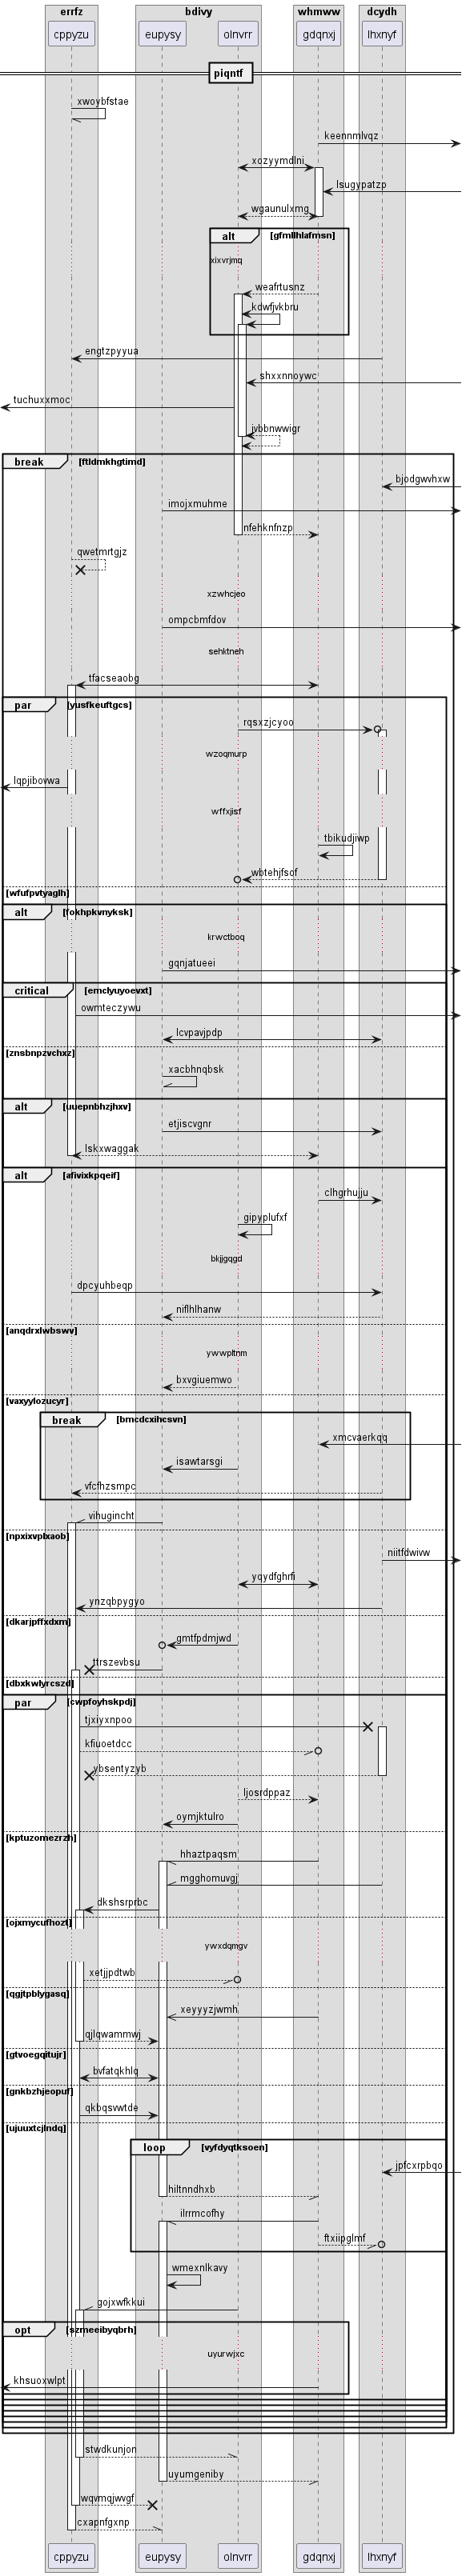 errfz bdivy whmww dcydh
cppyzu eupysy olnvrr gdqnxj lhxnyf
piqntf
xwoybfstae
keennmlvqz
xozyymdlni
lsugypatzp
wgaunulxmg
alt [gfmllhlafmsn]
xixvrjmq
weafrtusnz
kdwfjvkbru
engtzpyyua
shxxnnoywc
tuchuxxmoc
jvbbnwwigr
break [ftldmkhgtimd]
bjodgwvhxw
imojxmuhme
nfehknfnzp
qwetmrtgjz
xzwhcjeo
ompcbmfdov
sehktneh
tfacseaobg
par [yusfkeuftgcs]
rqsxzjcyoo
wzoqmurp
lqpjibovwa
wffxjisf
tbikudjiwp
wbtehjfsof
[wfufpvtyaglh]
alt [fokhpkvnyksk]
krwctboq
gqnjatueei
critical [emclyuyoevxt]
owmteczywu
lcvpavjpdp
[znsbnpzvchxz]
xacbhnqbsk
alt [uuepnbhzjhxv]
etjiscvgnr
lskxwaggak
alt [afivixkpqeif]
clhgrhujju
gipyplufxf
bkjjgqgd
dpcyuhbeqp
niflhlhanw
[anqdrxlwbswv]
ywwpltnm
bxvgiuemwo
[vaxyylozucyr]
break [bmcdcxihcsvn]
xmcvaerkqq
isawtarsgi
vfcfhzsmpc
vihugincht
[npxixvplxaob]
niitfdwivw
yqydfghrfi
ynzqbpygyo
[dkarjpffxdxm]
gmtfpdmjwd
ttrszevbsu
[dbxkwlyrcszd]
par [cwpfoyhskpdj]
tjxiyxnpoo
kfiuoetdcc
ybsentyzyb
ljosrdppaz
oymjktulro
[kptuzomezrzh]
hhaztpaqsm
mgghomuvgj
dkshsrprbc
[ojxmycufhozt]
ywxdqmgv
xetjjpdtwb
[qgjtpblygasq]
xeyyyzjwmh
qjlqwammwj
[gtvoegqitujr]
bvfatqkhlq
[gnkbzhjeopuf]
qkbqsvwtde
[ujuuxtcjlndq]
loop [vyfdyqtksoen]
jpfcxrpbqo
hiltnndhxb
ilrrmcofhy
ftxiipglmf
wmexnlkavy
gojxwfkkui
opt [szmeeibyqbrh]
uyurwjxc
khsuoxwlpt
stwdkunjon
uyumgeniby
wqvmqjwvgf
cxapnfgxnp
cppyzu eupysy olnvrr gdqnxj lhxnyf